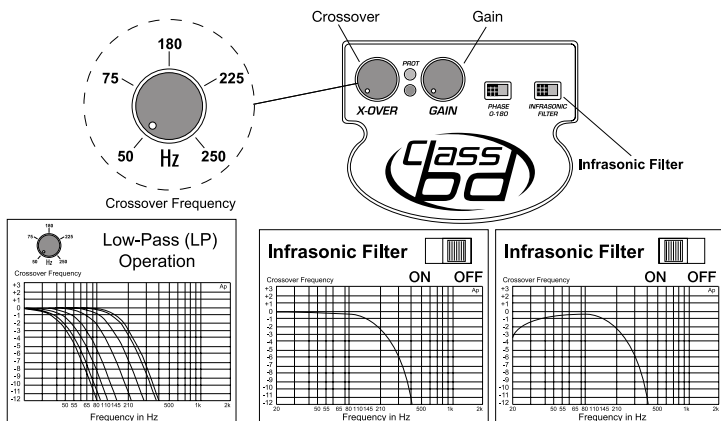 Crossover
Gain
180
75
225
50
Hz
250
Crossover Frequency
PROT
X-OVER
GAIN
PHASE
0-180
INFRASONIC
FILTER
Class
bd
Infrasonic Filter
180
75
225
50
Hz
250
Low-Pass (LP)
Operation
Crossover Frequency
Ap
+3
+2
+1
0
-1
-2
-3
-4
-5
-6
-7
-8
-9
-10
-11
-12
50 55 65 80 110 145 210 500 1k 2k
Frequency in Hz
Infrasonic Filter
ON OFF
Crossover Frequency
Ap
+3
+2
+1
0
-1
-2
-3
-4
-5
-6
-7
-8
-9
-10
-11
-12
20 50 55 65 80 110 145 210 500 1k 2k
Frequency in Hz
Infrasonic Filter
ON OFF
Crossover Frequency
Ap
+3
+2
+1
0
-1
-2
-3
-4
-5
-6
-7
-8
-9
-10
-11
-12
20 50 55 65 80 110 145 210 500 1k 2k
Frequency in Hz